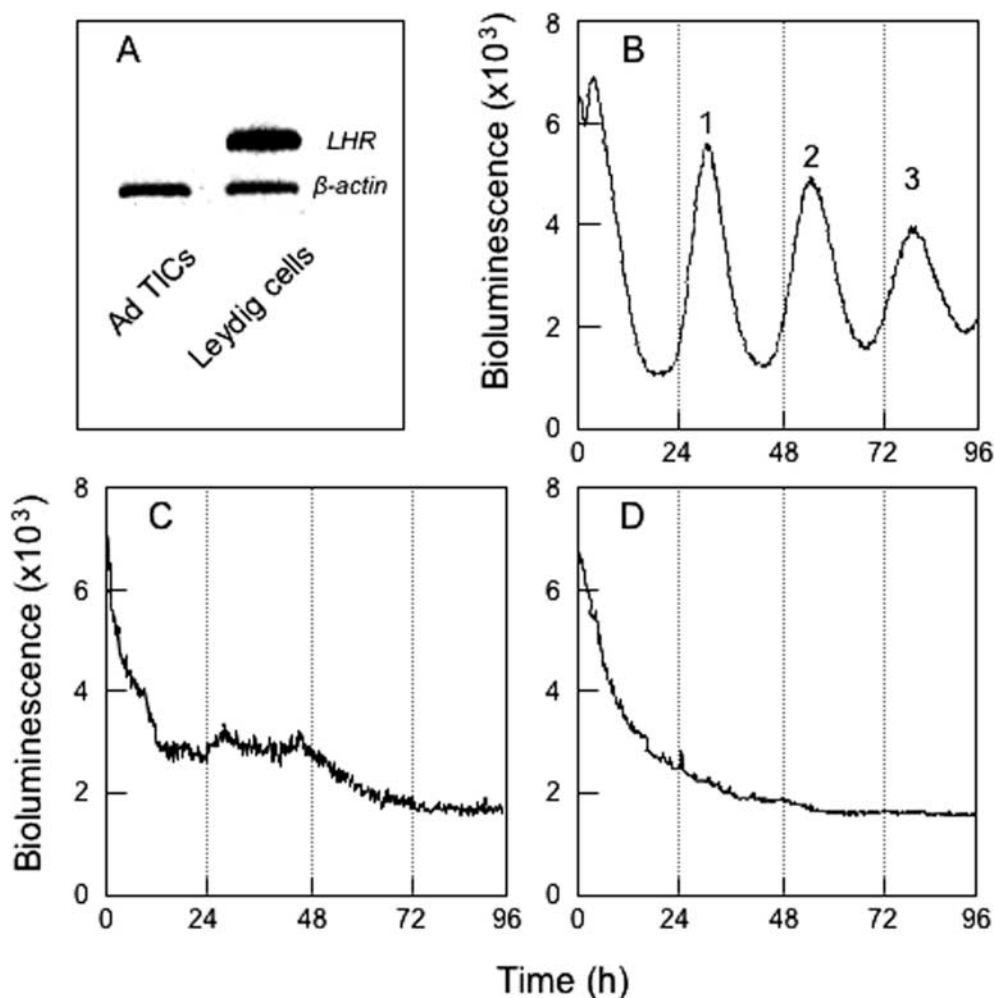 A
LHR
β-actin
Ad TICs
Leydig cells
B
Bioluminescence (x10³)
8
6
4
2
0
1
2
3
0 24 48 72 96
C
Bioluminescence (x10³)
8
6
4
2
0
0 24 48 72 96
D
8
6
4
2
0
0 24 48 72 96
Time (h)